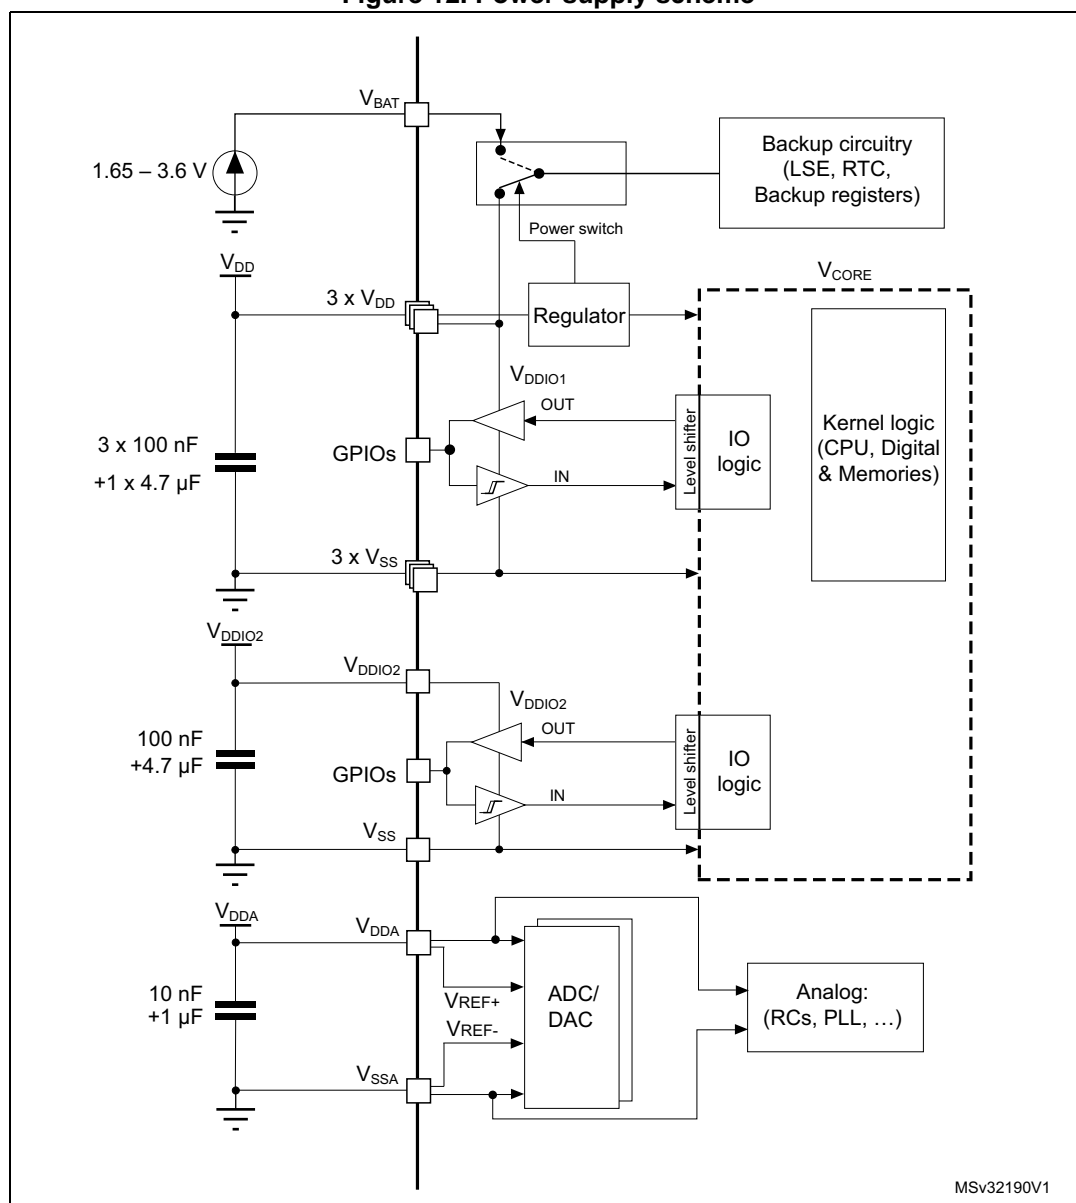 Figure 12. Power supply scheme
VBAT
1.65 – 3.6 V
Backup circuitry
(LSE, RTC,
Backup registers)
Power switch
VDD
3 x VDD
Regulator
VCORE
VDDIO1
OUT
Level shifter
IO
logic
Kernel logic
(CPU, Digital
& Memories)
3 x 100 nF
+1 x 4.7 µF
GPIOs
IN
3 x VSS
VDDIO2
VDDIO2
VDDIO2
OUT
Level shifter
IO
logic
100 nF
+4.7 µF
GPIOs
IN
VSS
VDDA
VDDA
10 nF
+1 µF
VREF+
VREF-
ADC/
DAC
Analog:
(RCs, PLL, …)
VSSA
MSv32190V1